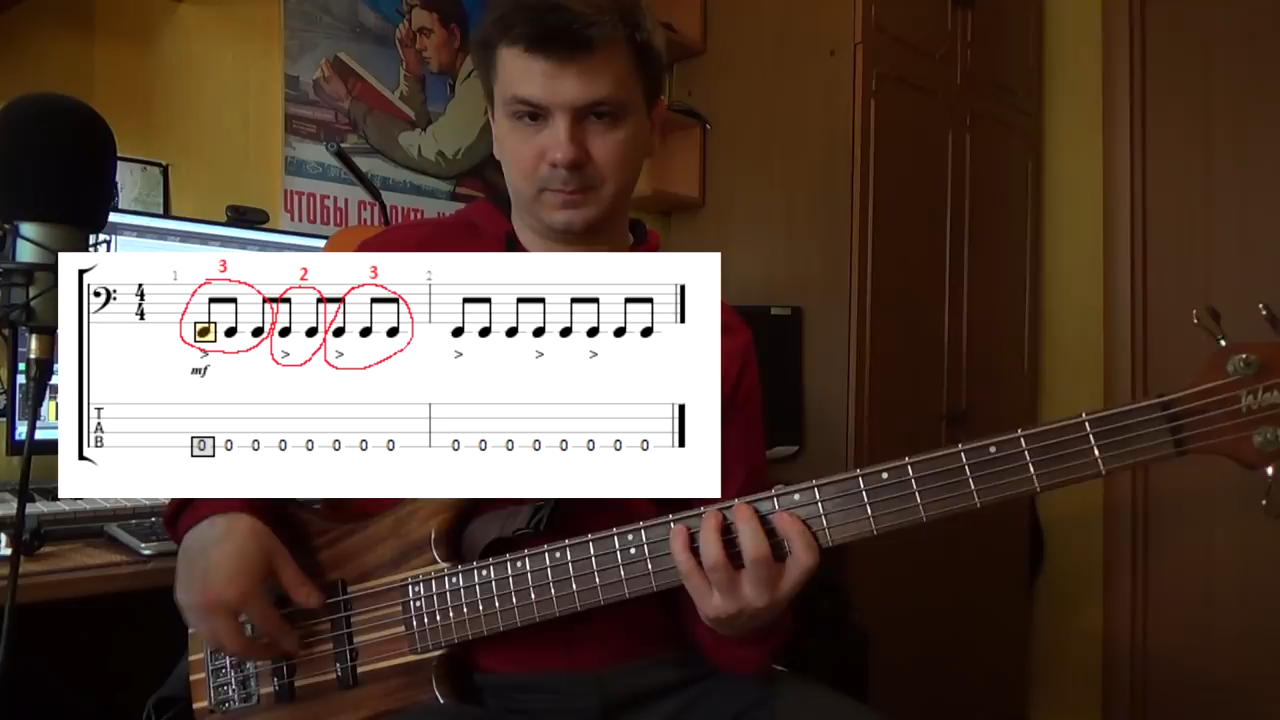 ЧТОБЫ СТРОИТЬ
3 2 3
1 2
4
4
> > > > > >
mf
T
A
B
0 0 0 0 0 0 0 0 0 0 0 0 0 0 0 0